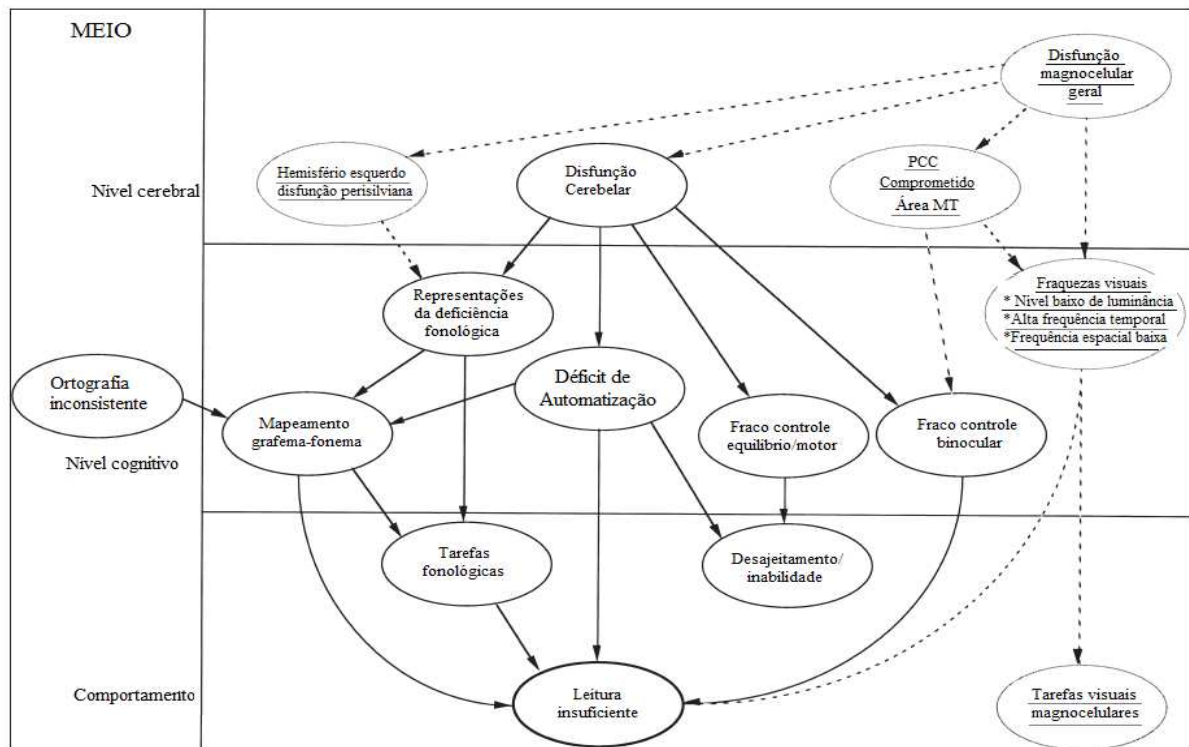 MEIO
Disfunção
magnocelular
geral
Nível cerebral
Hemisfério esquerdo
disfunção perisilviana
Disfunção
Cerebelar
PCC
Comprometido
Área MT
Representações
da deficiência
fonológica
Fraquezas visuais
* Nivel baixo de luminância
*Alta frequência temporal
*Frequência espacial baixa
Ortografia
inconsistente
Mapeamento
grafema-fonema
Déficit de
Automatização
Fraco controle
equilíbrio/motor
Fraco controle
binocular
Nível cognitivo
Tarefas
fonológicas
Desajeitamento/
inabilidade
Comportamento
Leitura
insuficiente
Tarefas visuais
magnocelulares